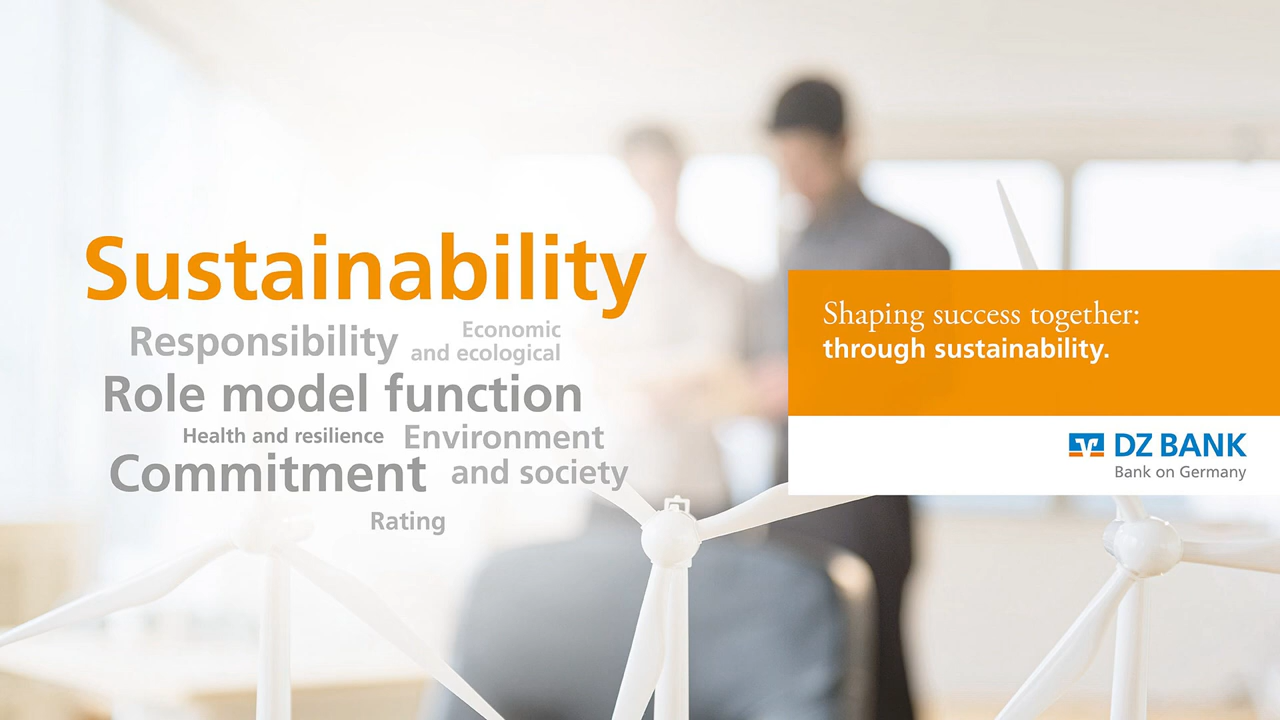 Sustainability
Responsibility
Economic
and ecological
Role model function
Health and resilience
Environment
and society
Commitment
Rating
Shaping success together:
through sustainability.
DZ BANK
Bank on Germany